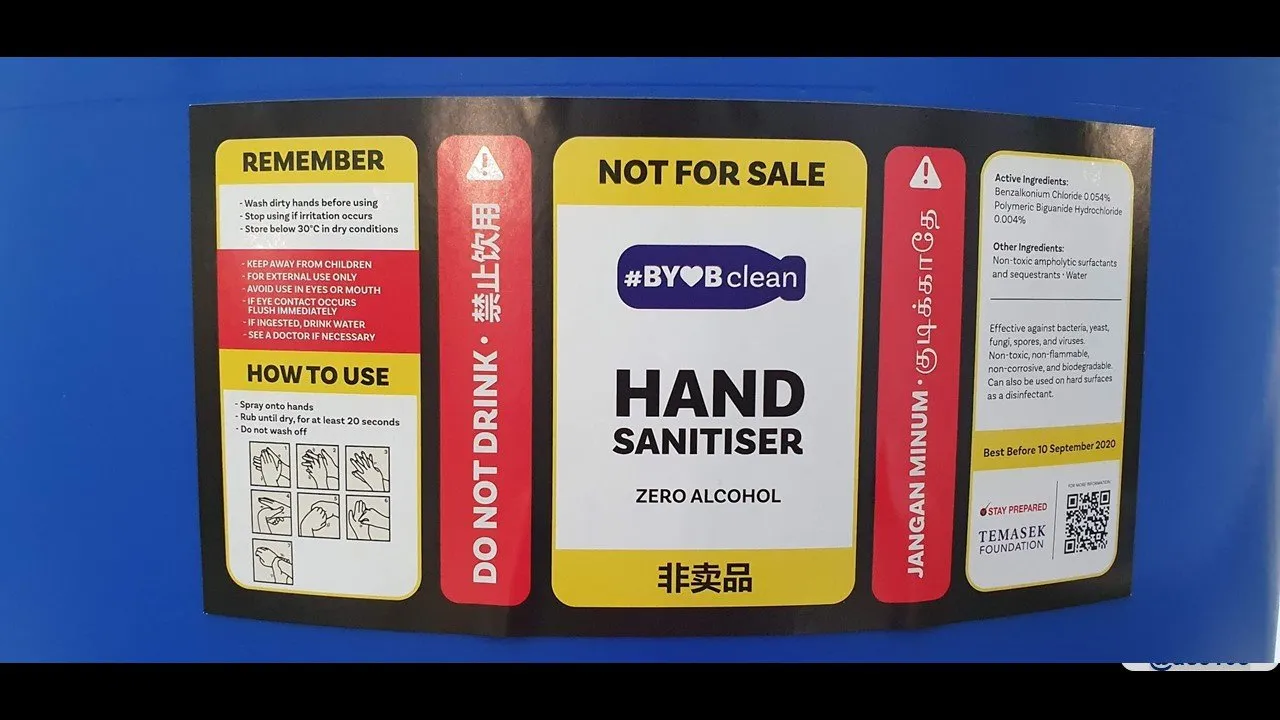 REMEMBER
- Wash dirty hands before using
- Stop using if irritation occurs
- Store below 30°C in dry conditions
- KEEP AWAY FROM CHILDREN
- FOR EXTERNAL USE ONLY
- AVOID USE IN EYES OR MOUTH
- IF EYE CONTACT OCCURS
FLUSH IMMEDIATELY
- IF INGESTED, DRINK WATER
- SEE A DOCTOR IF NECESSARY
HOW TO USE
- Spray onto hands
- Rub until dry, for at least 20 seconds
- Do not wash off
DO NOT DRINK · 禁止饮用
NOT FOR SALE
#BY♥B clean
HAND
SANITISER
ZERO ALCOHOL
非卖品
JANGAN MINUM · குடிக்காதே
Active Ingredients:
Benzalkonium Chloride 0.054%
Polymeric Biguanide Hydrochloride
0.004%
Other Ingredients:
Non-toxic ampholytic surfactants
and sequestrants · Water
Effective against bacteria, yeast,
fungi, spores, and viruses.
Non-toxic, non-flammable,
non-corrosive, and biodegradable.
Can also be used on hard surfaces
as a disinfectant.
Best Before 10 September 2020
FOR MORE INFORMATION
STAY PREPARED
TEMASEK
FOUNDATION